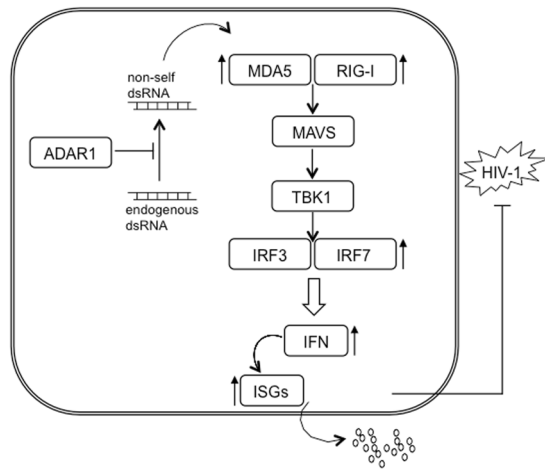 non-self
dsRNA
MDA5
RIG-I
ADAR1
MAVS
HIV-1
TBK1
endogenous
dsRNA
IRF3
IRF7
IFN
ISGs